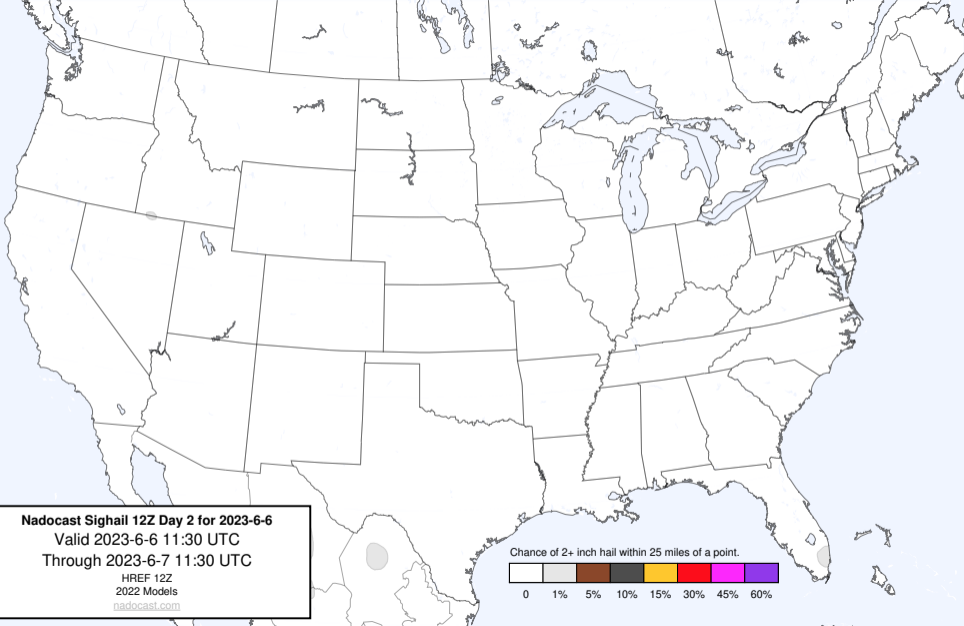 Nadocast Sighail 12Z Day 2 for 2023-6-6
Valid 2023-6-6 11:30 UTC
Through 2023-6-7 11:30 UTC
HREF 12Z
2022 Models
nadocast.com
Chance of 2+ inch hail within 25 miles of a point.
0 1% 5% 10% 15% 30% 45% 60%